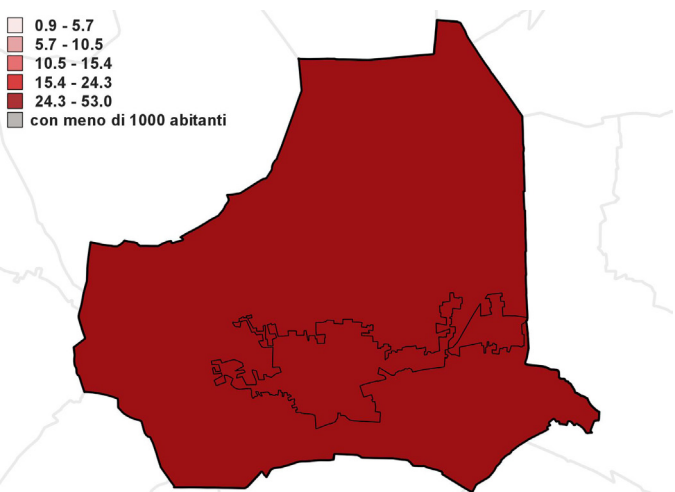 0.9 - 5.7
5.7 - 10.5
10.5 - 15.4
15.4 - 24.3
24.3 - 53.0
con meno di 1000 abitanti